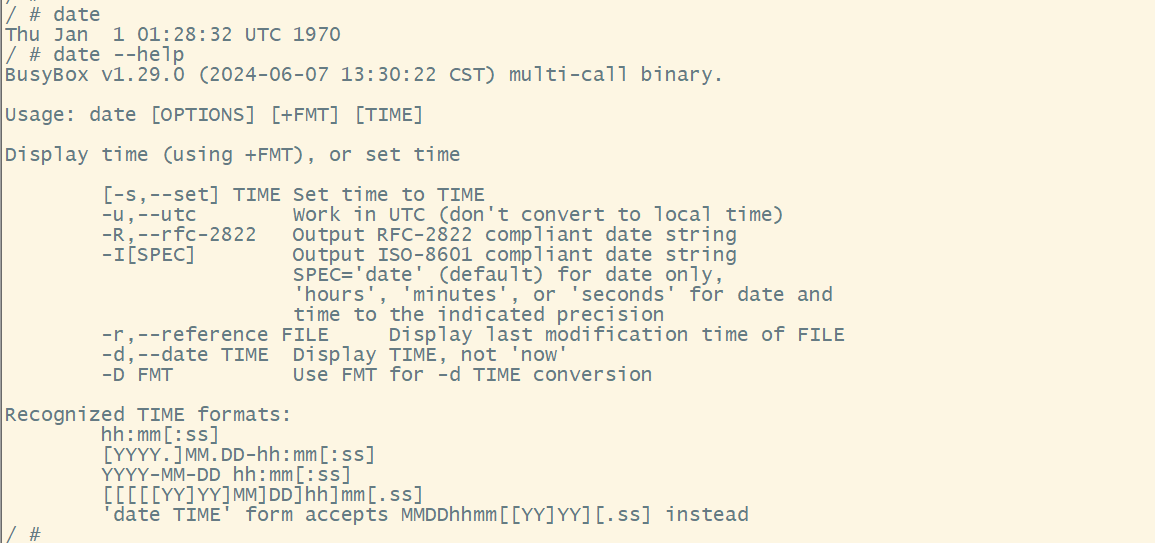 / #
/ # date
Thu Jan  1 01:28:32 UTC 1970
/ # date --help
BusyBox v1.29.0 (2024-06-07 13:30:22 CST) multi-call binary.

Usage: date [OPTIONS] [+FMT] [TIME]

Display time (using +FMT), or set time

        [-s,--set] TIME Set time to TIME
        -u,--utc        Work in UTC (don't convert to local time)
        -R,--rfc-2822   Output RFC-2822 compliant date string
        -I[SPEC]        Output ISO-8601 compliant date string
                        SPEC='date' (default) for date only,
                        'hours', 'minutes', or 'seconds' for date and
                        time to the indicated precision
        -r,--reference FILE     Display last modification time of FILE
        -d,--date TIME  Display TIME, not 'now'
        -D FMT          Use FMT for -d TIME conversion

Recognized TIME formats:
        hh:mm[:ss]
        [YYYY.]MM.DD-hh:mm[:ss]
        YYYY-MM-DD hh:mm[:ss]
        [[[[[YY]YY]MM]DD]hh]mm[.ss]
        'date TIME' form accepts MMDDhhmm[[YY]YY][.ss] instead
/ #